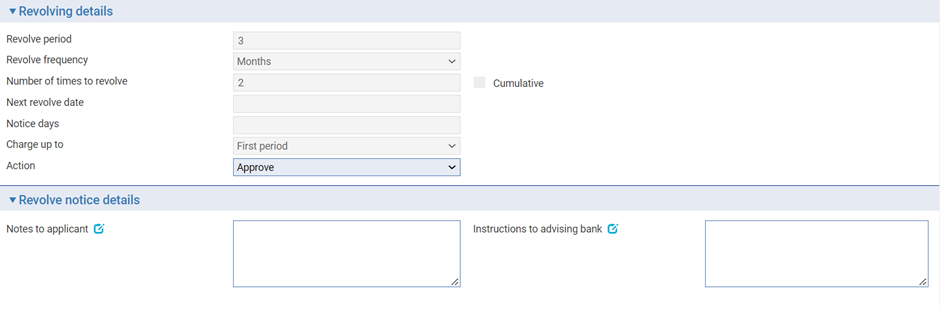 Revolving details
Revolve period 3
Revolve frequency Months
Number of times to revolve 2 Cumulative
Next revolve date
Notice days
Charge up to First period
Action Approve
Revolve notice details
Notes to applicant Instructions to advising bank